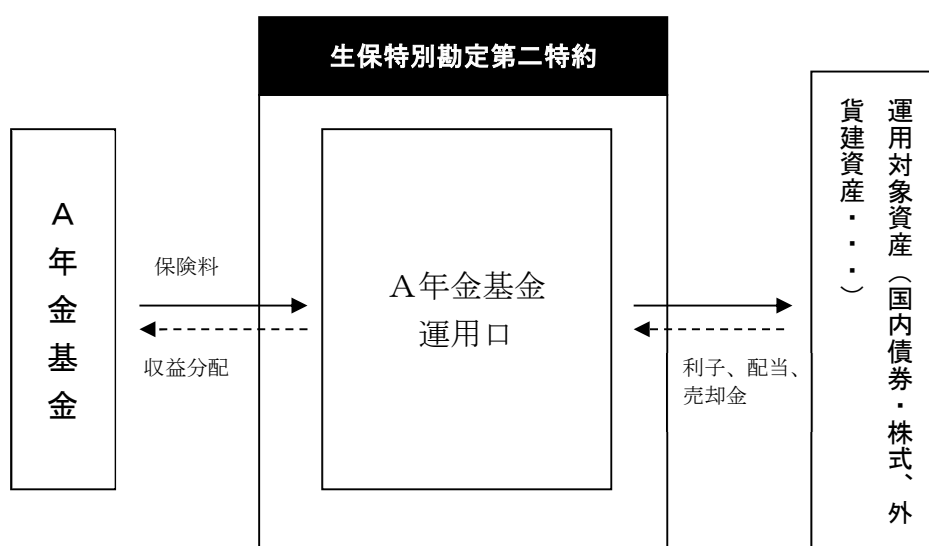 生保特別勘定第二特約
A年金基金
保険料
収益分配
A年金基金
運用口
利子、配当、
売却金
運用対象資産（国内債券・株式、外
貨建資産・・・）